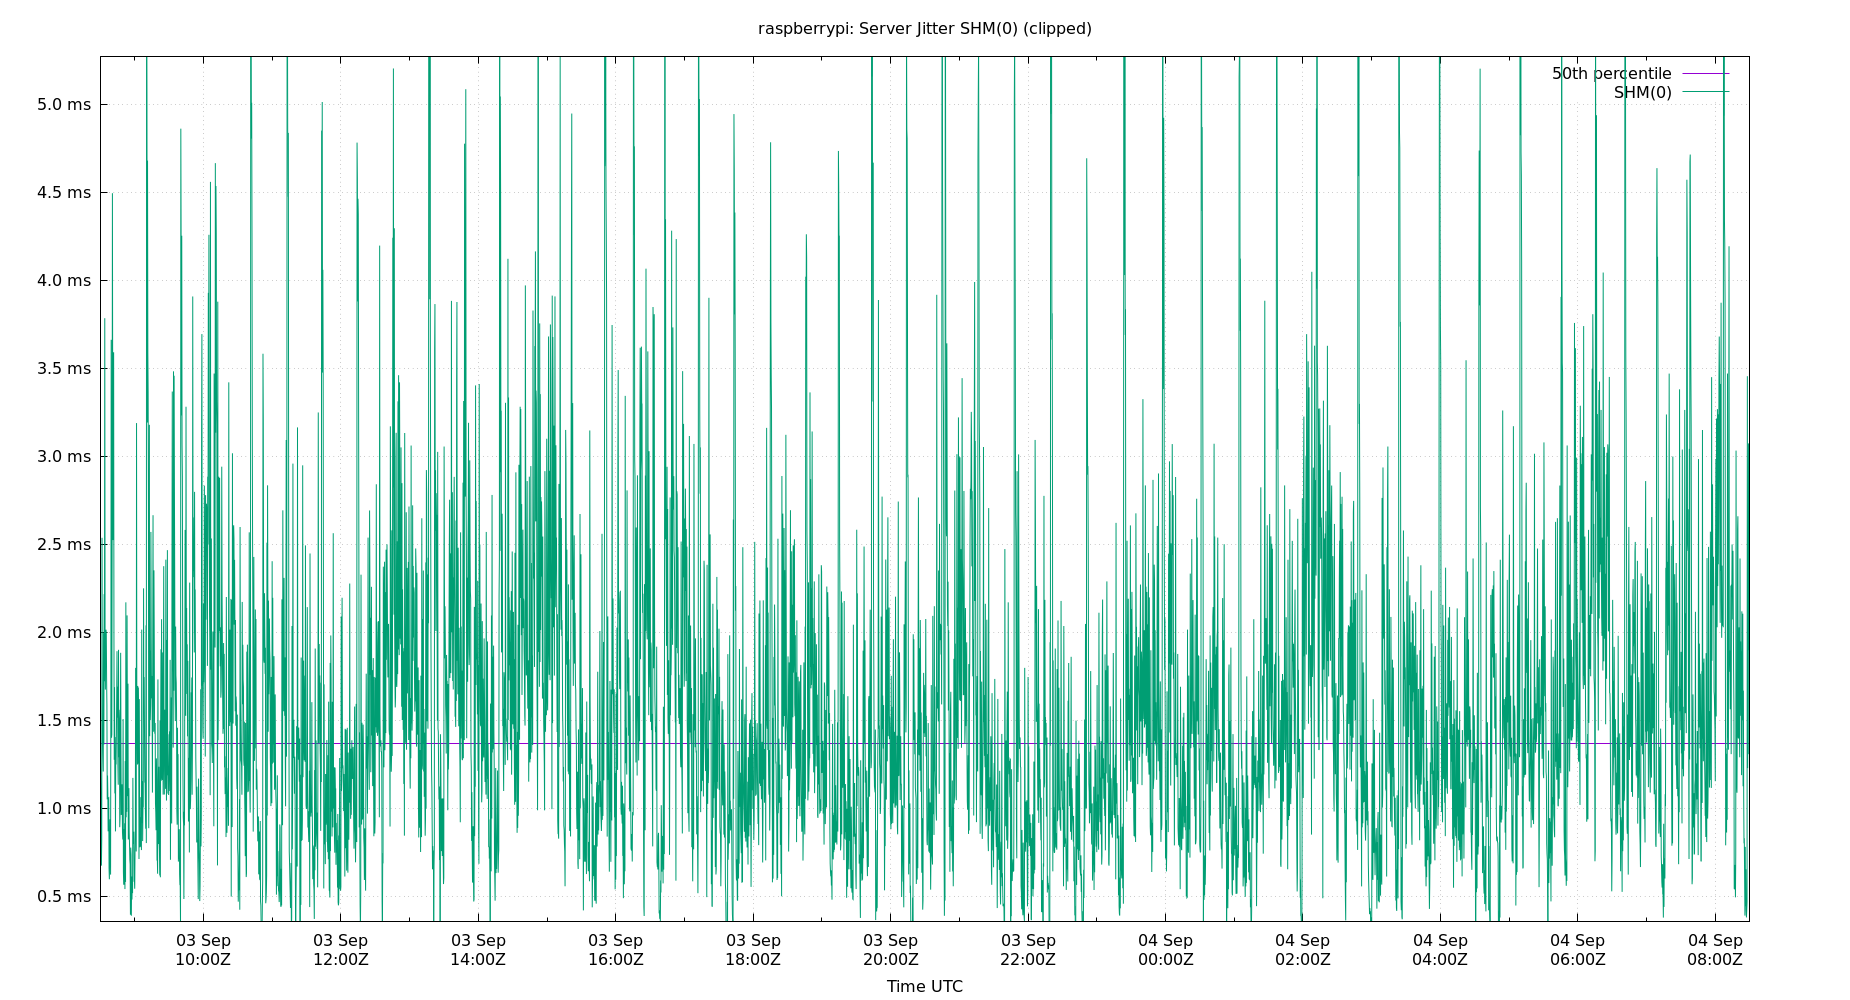 raspberrypi: Server Jitter SHM(0) (clipped)
50th percentile
SHM(0)
5.0 ms
4.5 ms
4.0 ms
3.5 ms
3.0 ms
2.5 ms
2.0 ms
1.5 ms
1.0 ms
0.5 ms
03 Sep 03 Sep 03 Sep 03 Sep 03 Sep 03 Sep 03 Sep 04 Sep 04 Sep 04 Sep 04 Sep 04 Sep
10:00Z 12:00Z 14:00Z 16:00Z 18:00Z 20:00Z 22:00Z 00:00Z 02:00Z 04:00Z 06:00Z 08:00Z
Time UTC